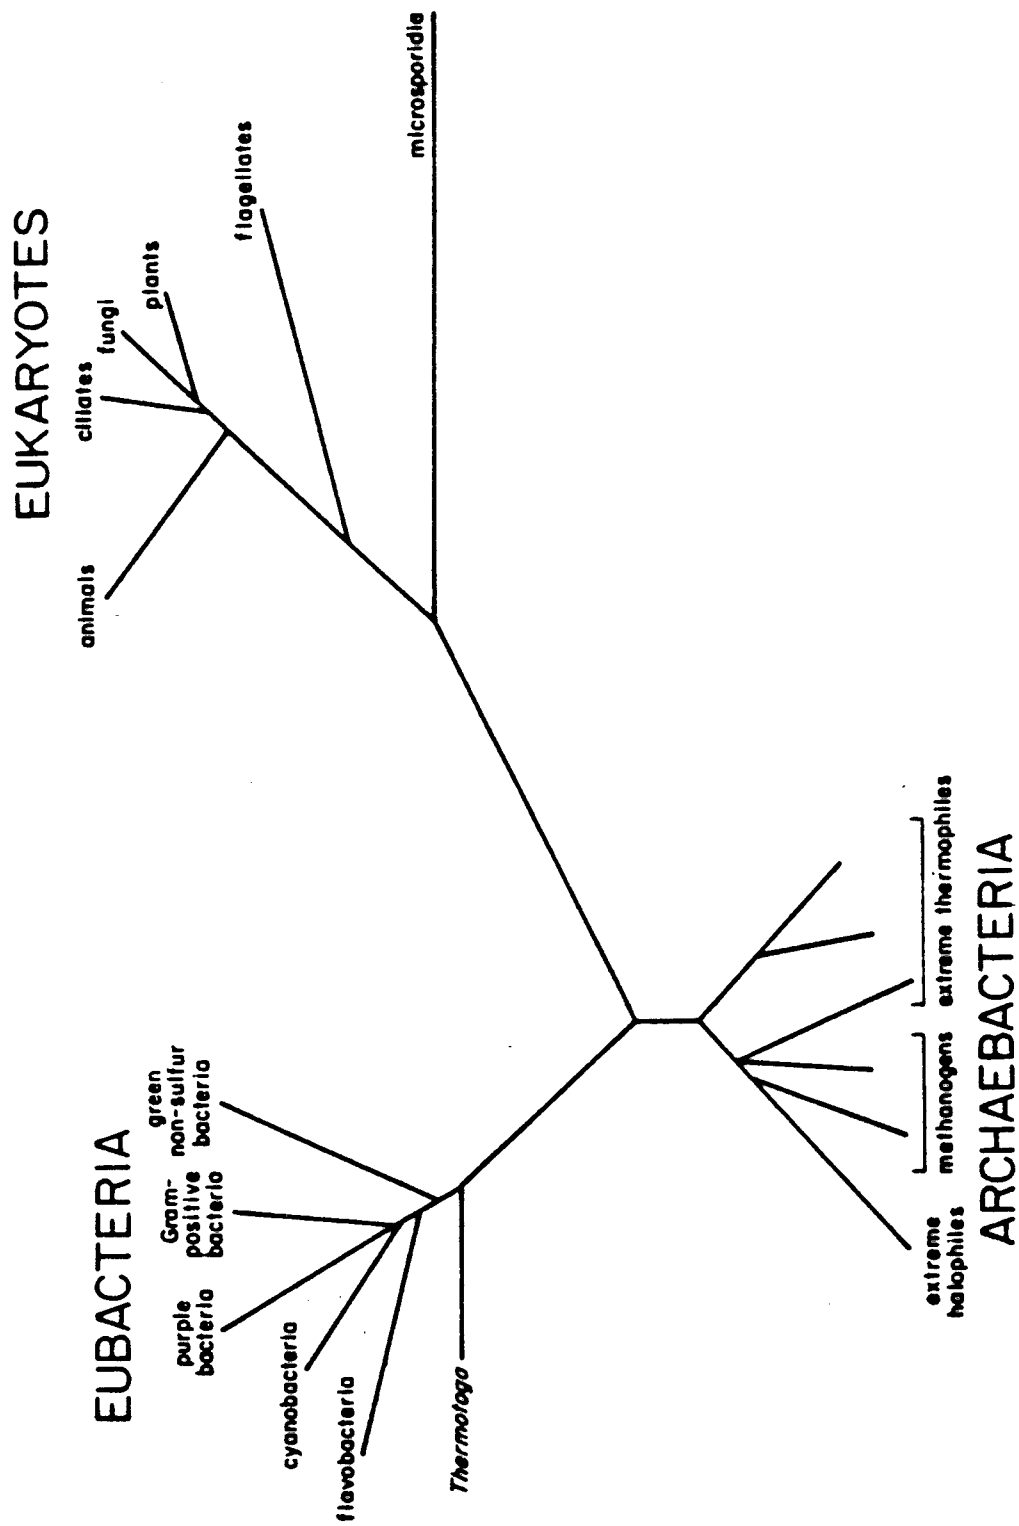 EUBACTERIA
green
non-sulfur
bacteria
Gram-
positive
bacteria
purple
bacteria
cyanobacteria
flavobacteria
Thermotoga
EUKARYOTES
animals
ciliates
fungi
plants
flagellates
microsporidia
extreme
halophiles
methanogens
extreme thermophiles
ARCHAEBACTERIA